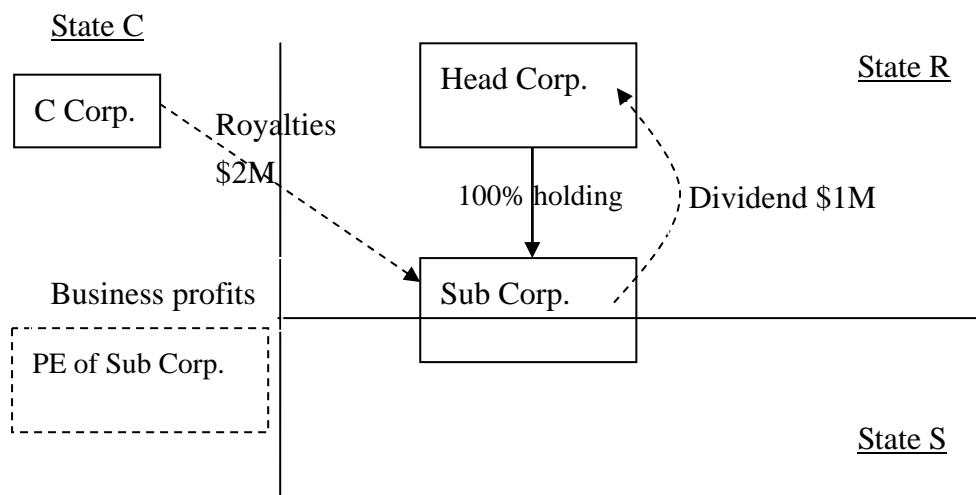 State C
C Corp.
Royalties
$2M
Head Corp.
State R
100% holding
Dividend $1M
Business profits
Sub Corp.
PE of Sub Corp.
State S